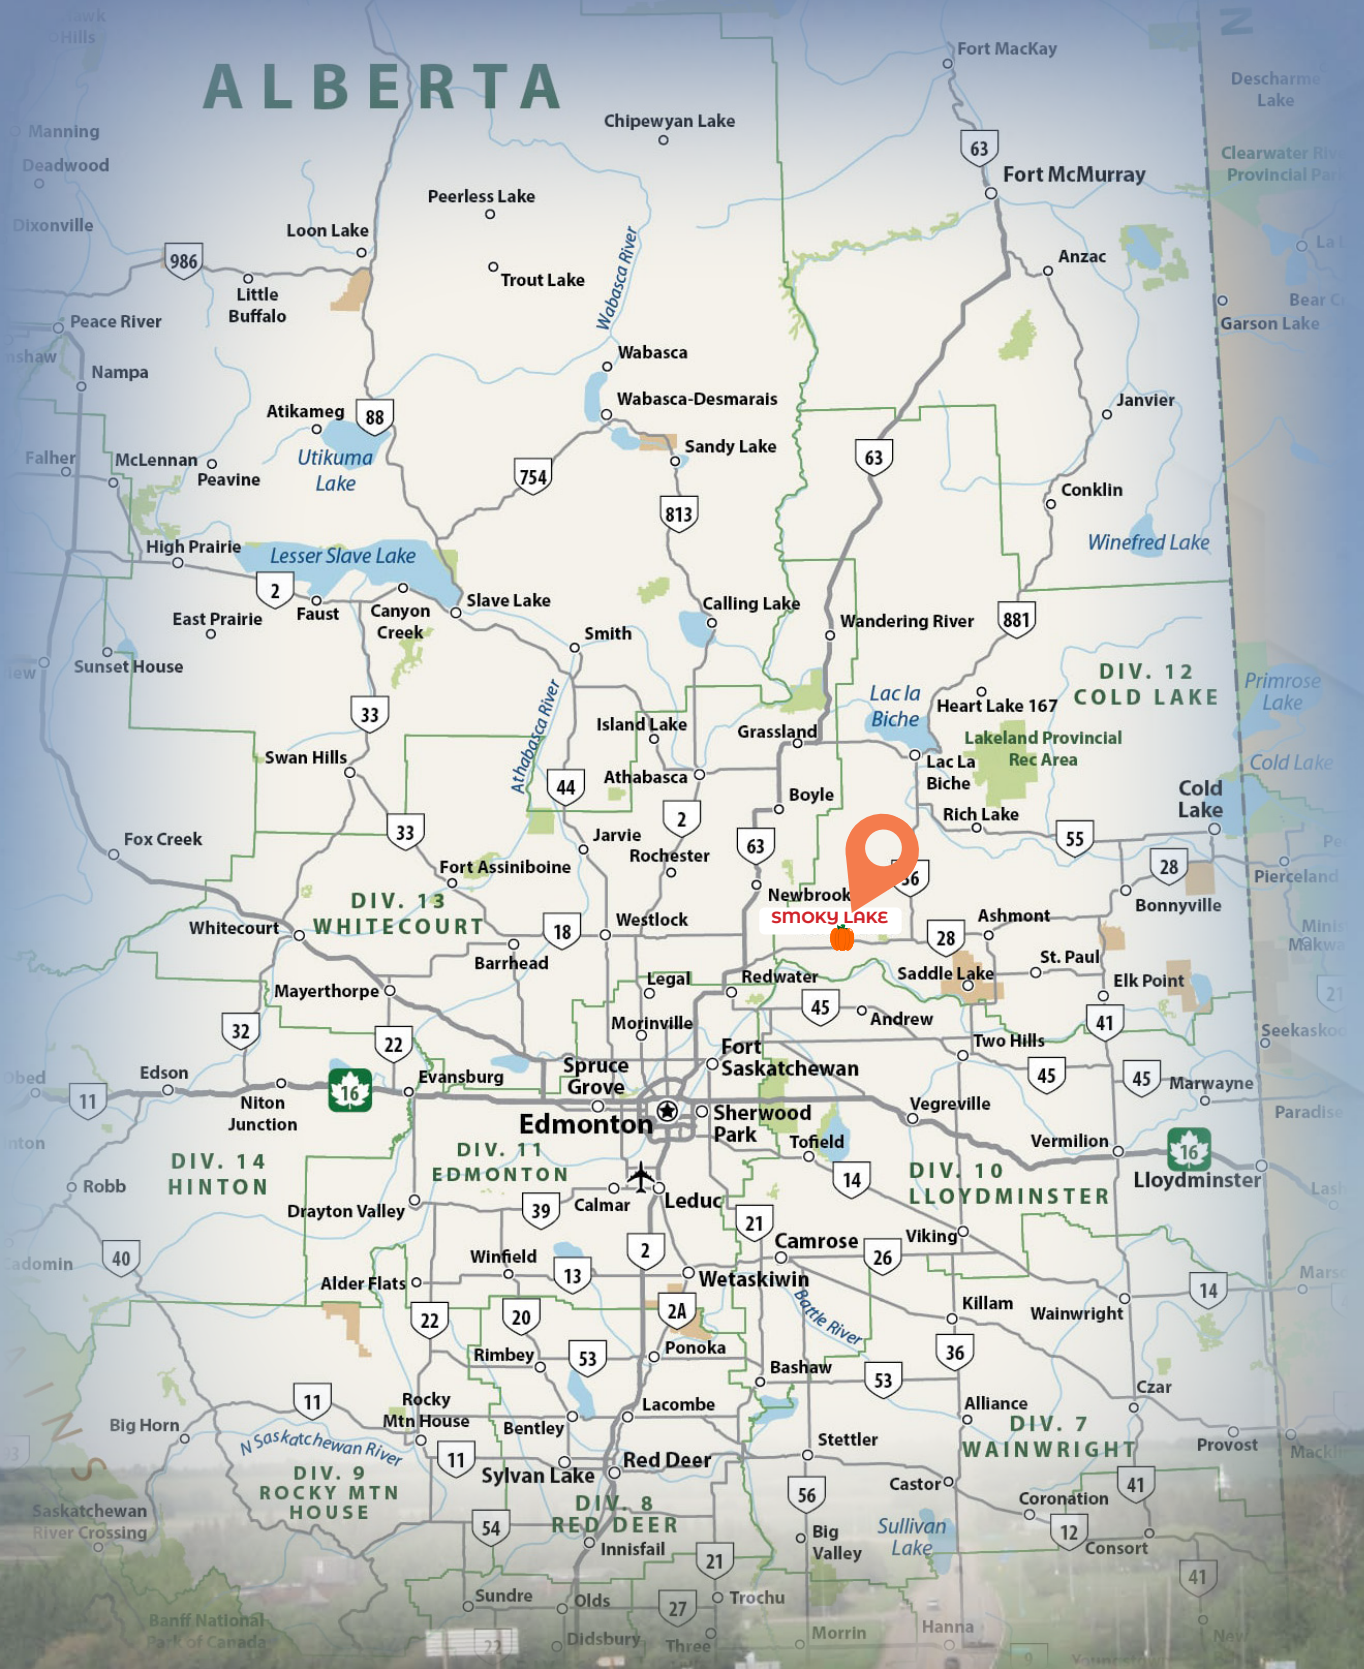 Hills
ALBERTA
Fort MacKay
Descharme
Lake
Chipewyan Lake
Manning
63
Clearwater
Provincial
Deadwood
Fort McMurray
Peerless Lake
Dixonville
Loon Lake
Wabasca River
986
Anzac
Trout Lake
Little
Buffalo
Bear
Garson Lake
Peace River
Wabasca
Nampa
Wabasca-Desmarais
Janvier
Atikameg
88
Sandy Lake
Utikuma
Lake
Falher
McLennan
Peavine
754
63
Conklin
813
Winefred Lake
High Prairie
Lesser Slave Lake
2
Faust
Canyon
Creek
Slave Lake
Calling Lake
East Prairie
Smith
Wandering River
881
Sunset House
DIV. 12
COLD LAKE
Primrose
Lake
Athabasca River
Lac la
Biche
Heart Lake 167
33
Island Lake
Grassland
Lakeland Provincial
Rec Area
Swan Hills
Athabasca
Lac La
Biche
Cold Lake
44
Boyle
Cold
Lake
2
Rich Lake
33
Jarvie
63
55
Fox Creek
Rochester
28
Fort Assiniboine
Pierceland
Newbrook
Bonnyville
DIV. 13
WHITECOURT
SMOKY LAKE
Ashmont
Whitecourt
18
Westlock
28
Barrhead
St. Paul
Legal
Redwater
Saddle Lake
Elk Point
Mayerthorpe
45
21
Andrew
Morinville
41
32
22
Two Hills
Fort
Saskatchewan
Spruce
Grove
Edson
16
Evansburg
45
45
Marwayne
11
Niton
Junction
Edmonton
Sherwood
Park
Vegreville
Paradise
Tofield
Vermilion
16
DIV. 14
HINTON
DIV. 11
EDMONTON
DIV. 10
LLOYDMINSTER
Lloydminster
Robb
14
Calmar
Leduc
Drayton Valley
39
21
Viking
2
Camrose
26
40
Winfield
13
Wetaskiwin
Alder Flats
14
2A
Battle River
Killam
Wainwright
22
20
Rimbey
53
Ponoka
36
Bashaw
53
Czar
11
Rocky
Mtn House
Lacombe
Alliance
Big Horn
Bentley
DIV. 7
WAINWRIGHT
N Saskatchewan River
11
Stettler
Provost
Sylvan Lake
Red Deer
DIV. 9
ROCKY MTN
HOUSE
Castor
41
56
Coronation
DIV. 8
RED DEER
Saskatchewan
River Crossing
54
Big
Valley
Sullivan
Lake
12
Consort
Innisfail
21
41
Sundre
Olds
27
Trochu
Banff National
Park of Canada
22
Didsbury
Three
Morrin
Hanna
9